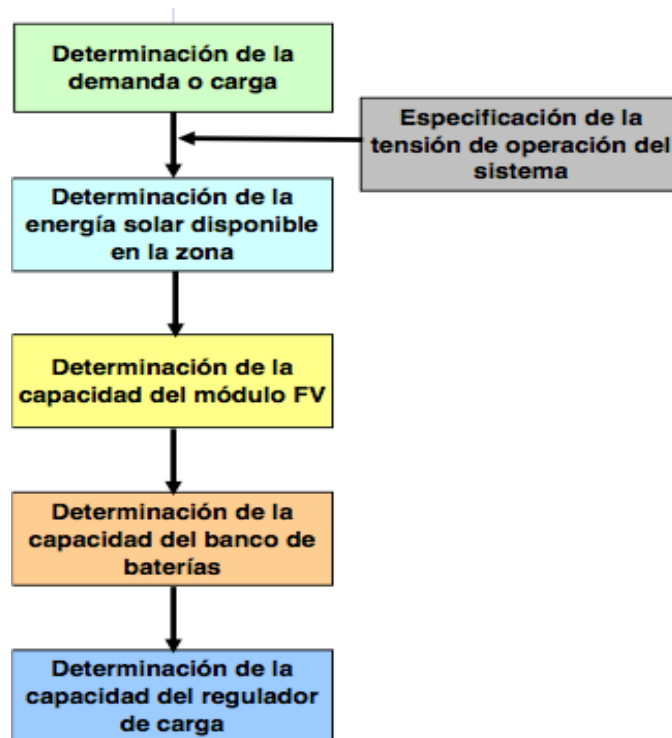 Determinación de la
demanda o carga
Especificación de la
tensión de operación del
sistema
Determinación de la
energía solar disponible
en la zona
Determinación de la
capacidad del módulo FV
Determinación de la
capacidad del banco de
baterías
Determinación de la
capacidad del regulador
de carga